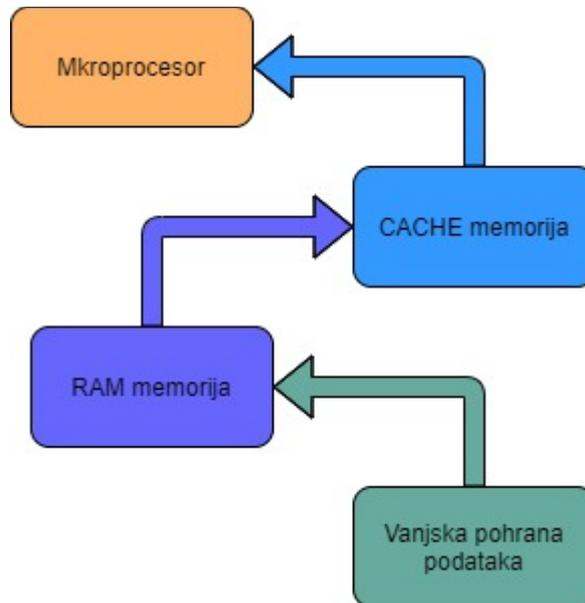 Mkroprocesor
CACHE memorija
RAM memorija
Vanjska pohrana
podataka